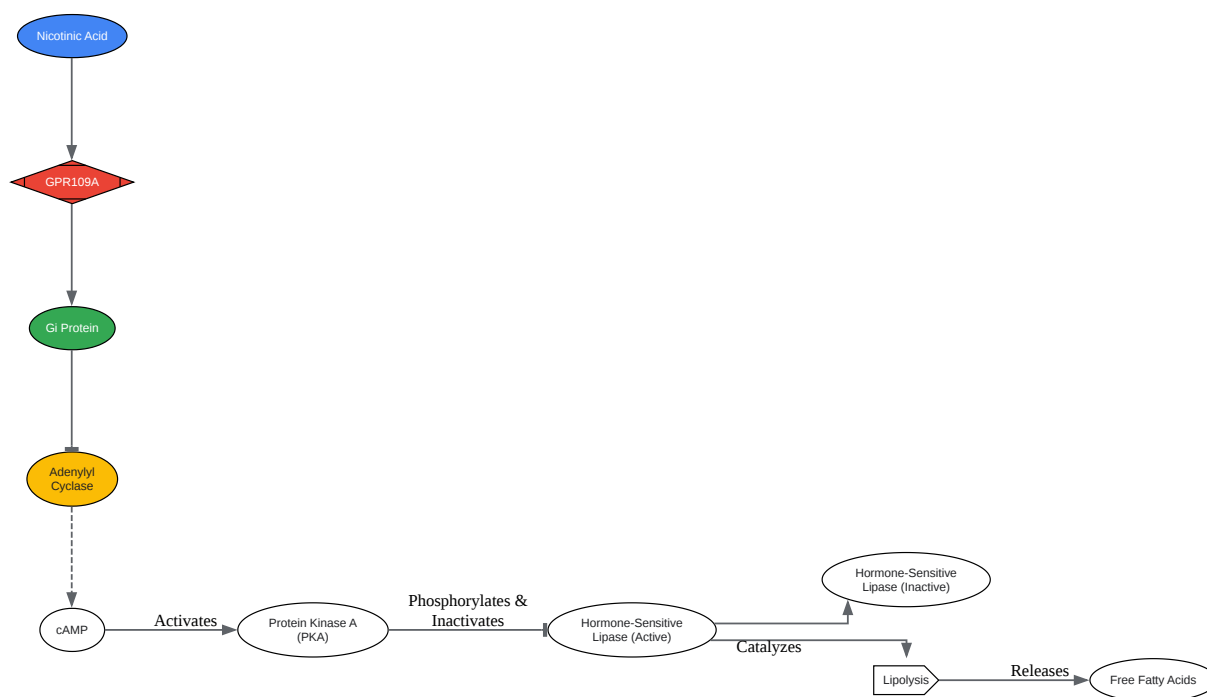 Nicotinic Acid
GPR109A
Gi Protein
Adenylyl
Cyclase
cAMP
Activates
Protein Kinase A
(PKA)
Phosphorylates &
Inactivates
Hormone-Sensitive
Lipase (Active)
Hormone-Sensitive
Lipase (Inactive)
Catalyzes
Lipolysis
Releases
Free Fatty Acids